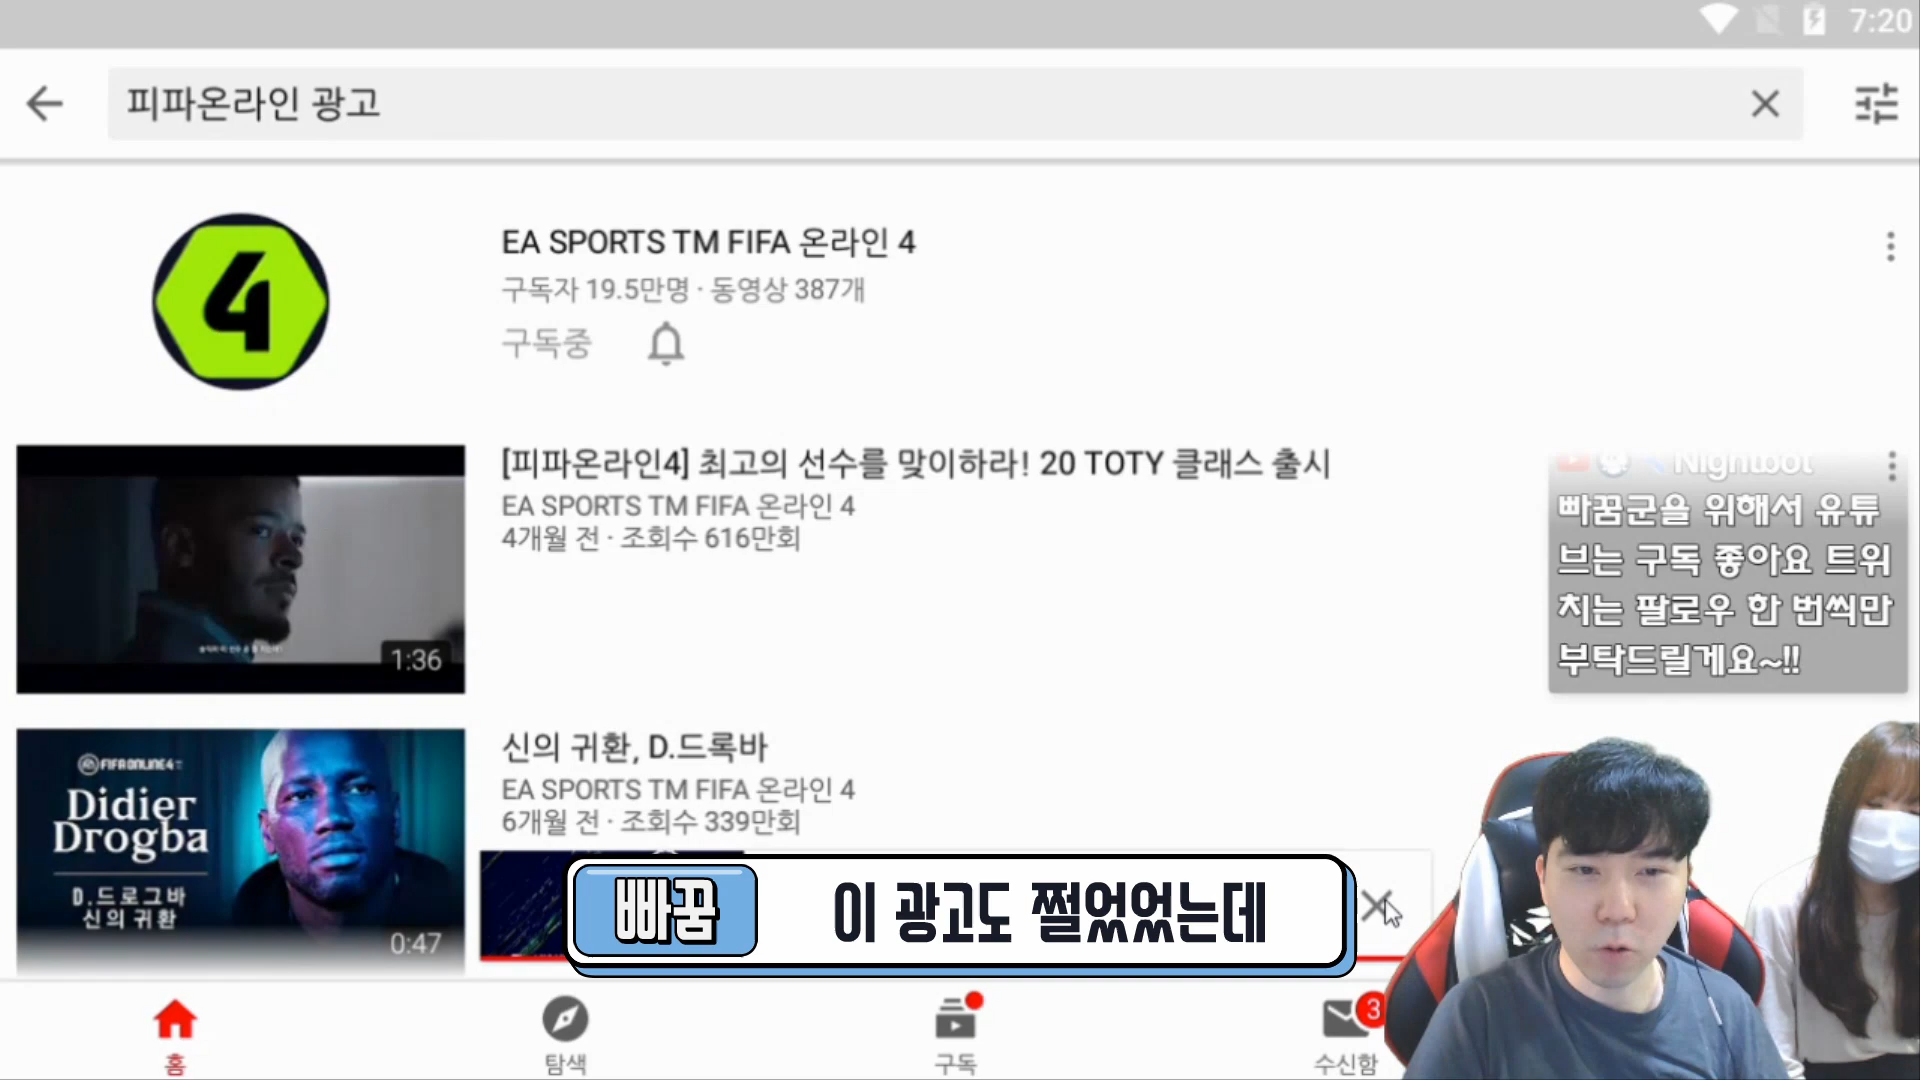 7:20
피파온라인 광고
4
EA SPORTS TM FIFA 온라인 4
구독자 19.5만명 · 동영상 387개
구독중
[피파온라인4] 최고의 선수를 맞이하라! 20 TOTY 클래스 출시
EA SPORTS TM FIFA 온라인 4
4개월 전 · 조회수 616만회
1:36
Nightbot
빠꿈군을 위해서 유튜
브는 구독 좋아요 트위
치는 팔로우 한 번씩만
부탁드릴게요~!!
FIFA ONLINE 4
Didier
Drogba
D.드로그바
신의 귀환
0:47
신의 귀환, D.드록바
EA SPORTS TM FIFA 온라인 4
6개월 전 · 조회수 339만회
빠꿈 이 광고도 쩔었었는데
홈
탐색
구독
수신함
3